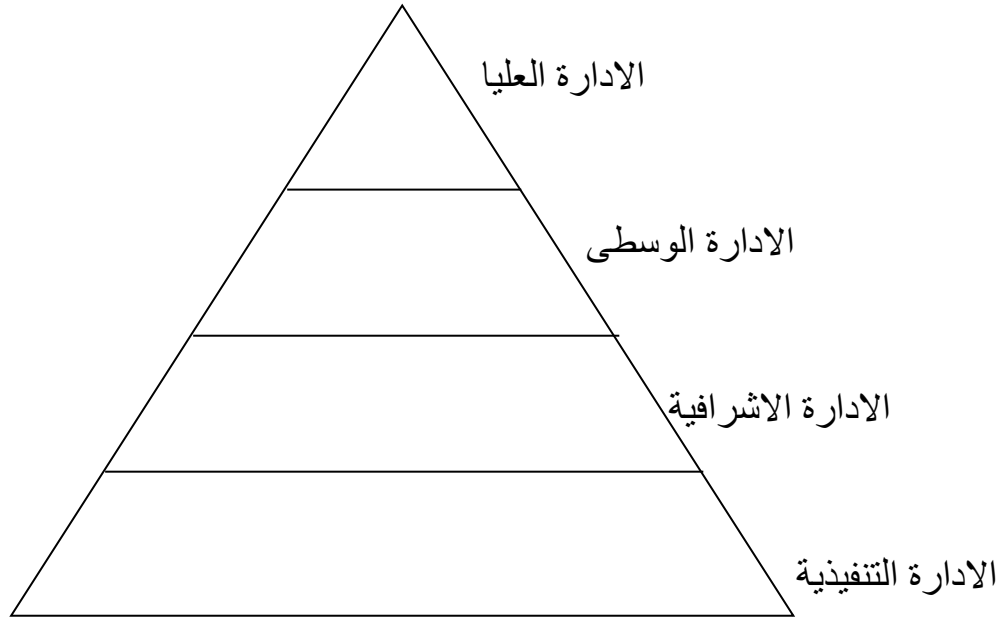 الادارة العليا
الادارة الوسطى
الادارة الاشرافية
الادارة التنفيذية